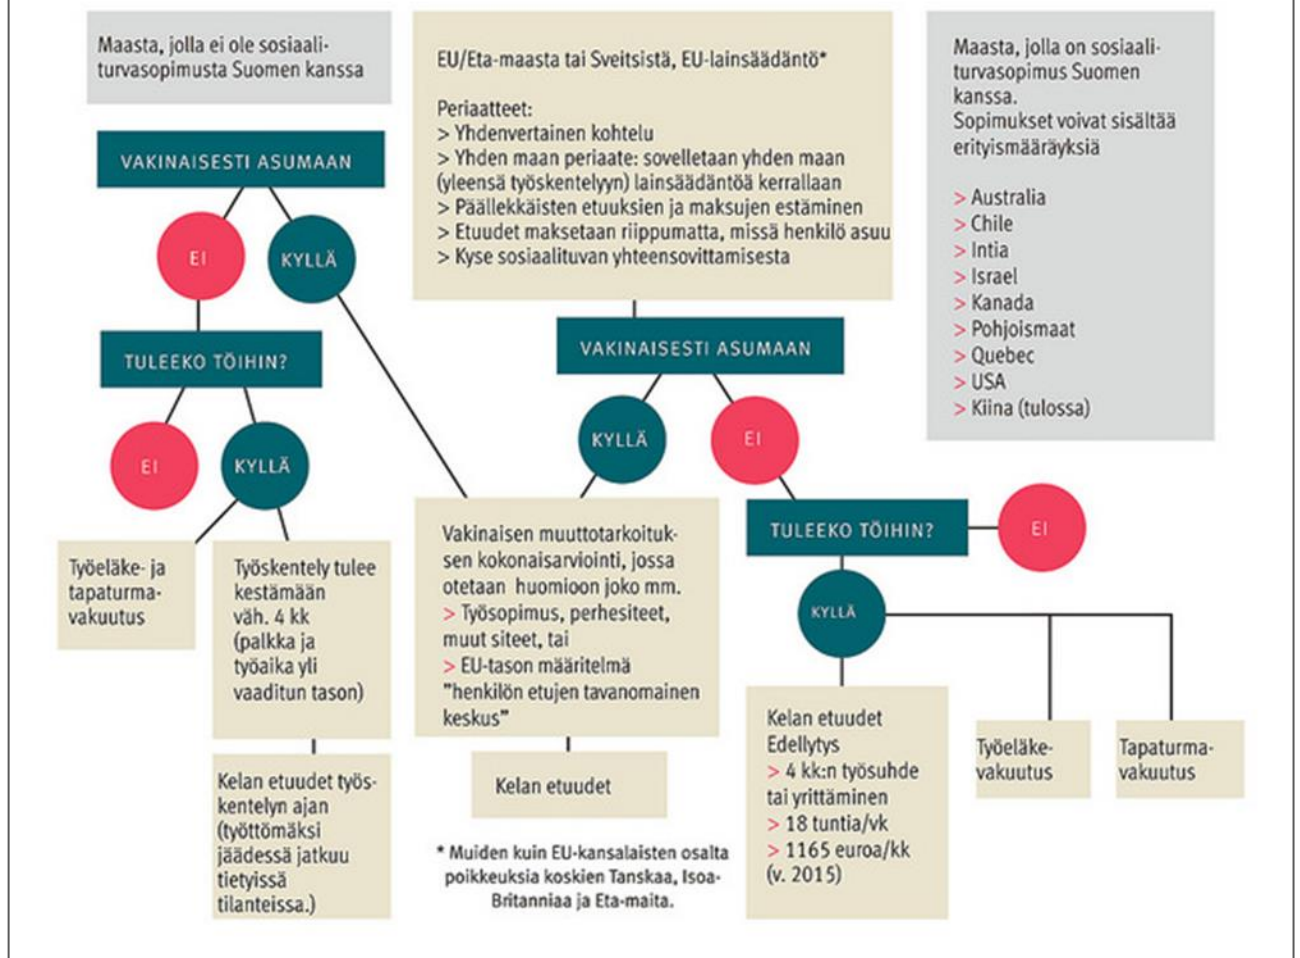 Maasta, jolla ei ole sosiaali-
turvasopimusta Suomen kanssa
VAKINAISESTI ASUMAAN
EI
KYLLÄ
TULEEKO TÖIHIN?
EI
KYLLÄ
Työeläke- ja
tapaturma-
vakuutus
Työskentely tulee
kestämään
väh. 4 kk
(palkka ja
työaika yli
vaaditun tason)
Kelan etuudet työs-
kentelyn ajan
(työttömäksi
jäädessä jatkuu
tietyissä
tilanteissa.)
EU/Eta-maasta tai Sveitsistä, EU-lainsäädäntö*
Periaatteet:
> Yhdenvertainen kohtelu
> Yhden maan periaate: sovelletaan yhden maan
(yleensä työskentelyyn) lainsäädäntöä kerrallaan
> Päällekkäisten etuuksien ja maksujen estäminen
> Etuudet maksetaan riippumatta, missä henkilö asuu
> Kyse sosiaalituvan yhteensovittamisesta
VAKINAISESTI ASUMAAN
KYLLÄ
EI
Vakinaisen muuttotarkoituk-
sen kokonaisarviointi, jossa
otetaan huomioon joko mm.
> Työsopimus, perhesiteet,
muut siteet, tai
> EU-tason määritelmä
"henkilön etujen tavanomainen
keskus"
Kelan etuudet
* Muiden kuin EU-kansalaisten osalta
poikkeuksia koskien Tanskaa, Isoa-
Britanniaa ja Eta-maita.
TULEEKO TÖIHIN?
EI
KYLLÄ
Kelan etuudet
Edellytys
> 4 kk:n työsuhde
tai yrittäminen
> 18 tuntia/vk
> 1165 euroa/kk
(v. 2015)
Työeläke-
vakuutus
Tapaturma-
vakuutus
Maasta, jolla on sosiaali-
turvasopimus Suomen
kanssa.
Sopimukset voivat sisältää
erityismääräyksiä
> Australia
> Chile
> Intia
> Israel
> Kanada
> Pohjoismaat
> Quebec
> USA
> Kiina (tulossa)